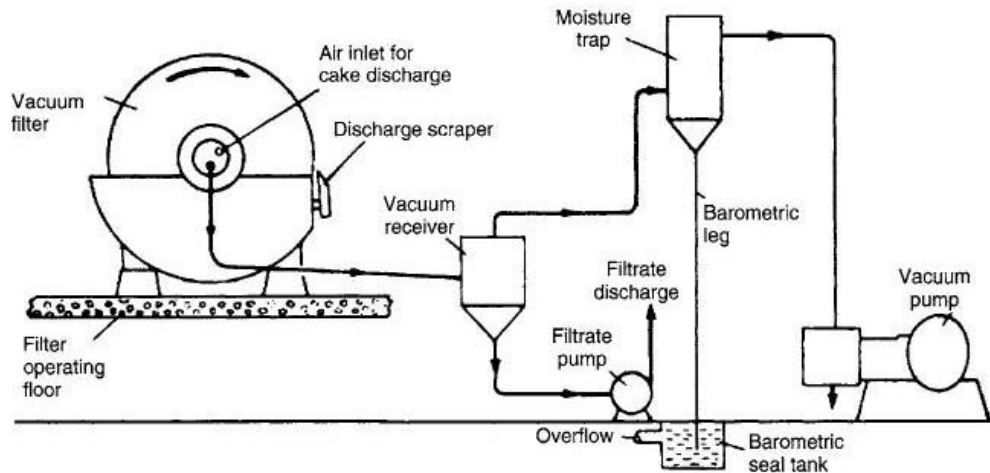 Moisture
trap
Air inlet for
cake discharge
Vacuum
filter
Discharge scraper
Vacuum
receiver
Barometric
leg
Filtrate
discharge
Vacuum
pump
Filter
operating
floor
Filtrate
pump
Overflow
Barometric
seal tank